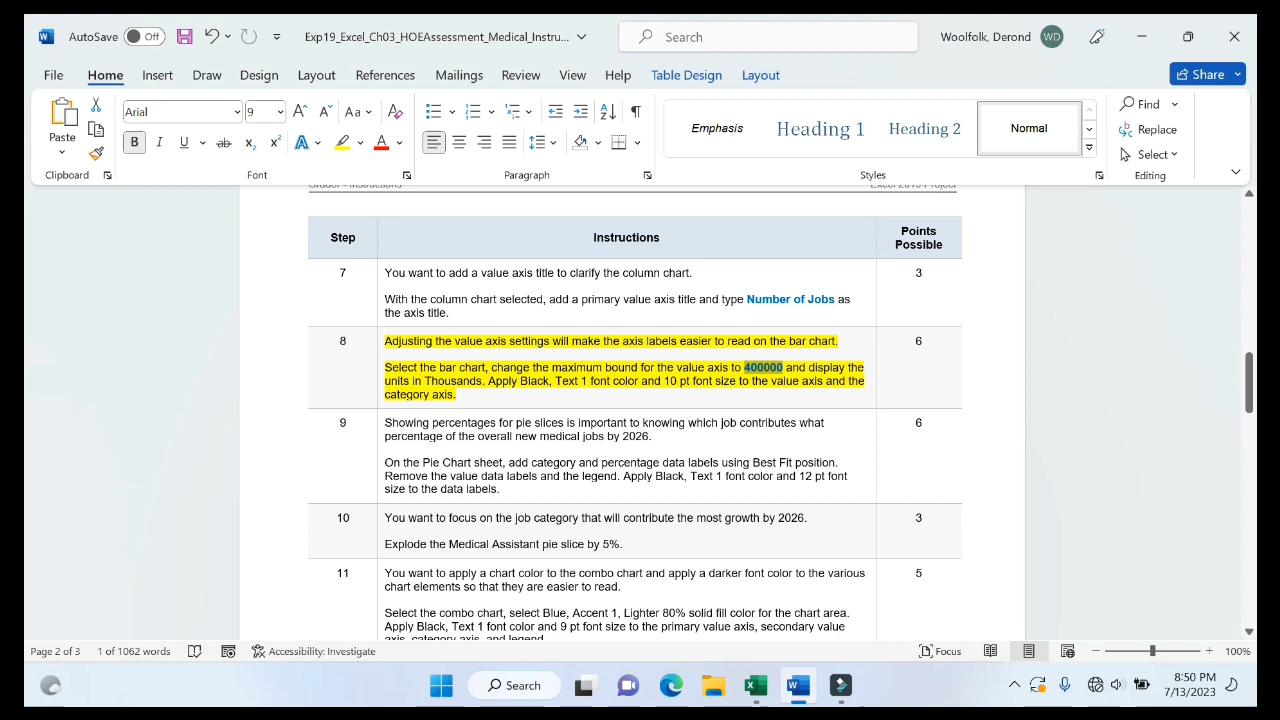 AutoSave Off Exp19_Excel_Ch03_HOEAssessment_Medical_Instru... Search Woolfolk, Derond WD
File Home Insert Draw Design Layout References Mailings Review View Help Table Design Layout Share
Paste
Arial 9 Aa
B I U ab x2 x2 A A
Emphasis Heading 1 Heading 2 Normal
Find
Replace
Select
Clipboard Font Paragraph Styles Editing
Grader - Instructions Excel 2019 Project
Step Instructions Points Possible
7 You want to add a value axis title to clarify the column chart. 3
With the column chart selected, add a primary value axis title and type Number of Jobs as
the axis title.
8 Adjusting the value axis settings will make the axis labels easier to read on the bar chart. 6
Select the bar chart, change the maximum bound for the value axis to 400000 and display the
units in Thousands. Apply Black, Text 1 font color and 10 pt font size to the value axis and the
category axis.
9 Showing percentages for pie slices is important to knowing which job contributes what 6
percentage of the overall new medical jobs by 2026.
On the Pie Chart sheet, add category and percentage data labels using Best Fit position.
Remove the value data labels and the legend. Apply Black, Text 1 font color and 12 pt font
size to the data labels.
10 You want to focus on the job category that will contribute the most growth by 2026. 3
Explode the Medical Assistant pie slice by 5%.
11 You want to apply a chart color to the combo chart and apply a darker font color to the various 5
chart elements so that they are easier to read.
Select the combo chart, select Blue, Accent 1, Lighter 80% solid fill color for the chart area.
Apply Black, Text 1 font color and 9 pt font size to the primary value axis, secondary value
axis, category axis, and legend.
Page 2 of 3 1 of 1062 words Accessibility: Investigate Focus 100%
Search 8:50 PM
7/13/2023